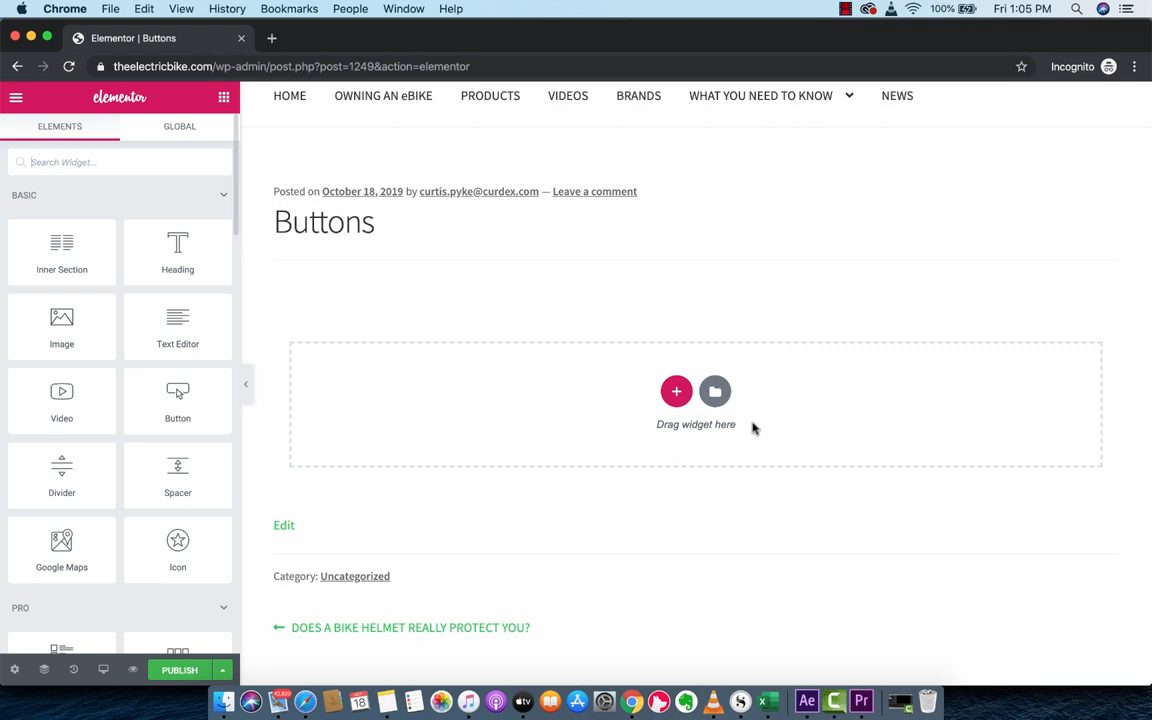 Chrome File Edit View History Bookmarks People Window Help 100% Fri 1:05 PM
Elementor | Buttons
theelectricbike.com/wp-admin/post.php?post=1249&action=elementor Incognito
elementor
HOME OWNING AN eBIKE PRODUCTS VIDEOS BRANDS WHAT YOU NEED TO KNOW NEWS
ELEMENTS GLOBAL
Search Widget...
BASIC
Inner Section Heading
Image Text Editor
Video Button
Divider Spacer
Google Maps Icon
PRO
PUBLISH
Posted on October 18, 2019 by curtis.pyke@curdex.com — Leave a comment
Buttons
Drag widget here
Edit
Category: Uncategorized
DOES A BIKE HELMET REALLY PROTECT YOU?
18
tv
Ae
Pr